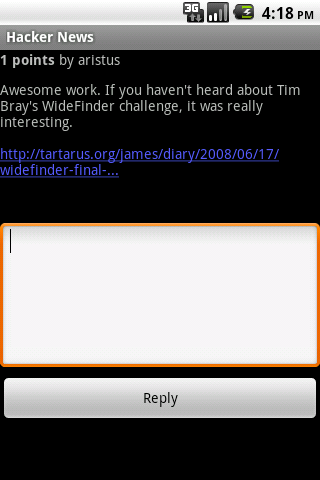 3G 4:18 PM
Hacker News
1 points by aristus
Awesome work. If you haven't heard about Tim
Bray's WideFinder challenge, it was really
interesting.
http://tartarus.org/james/diary/2008/06/17/
widefinder-final-...
Reply